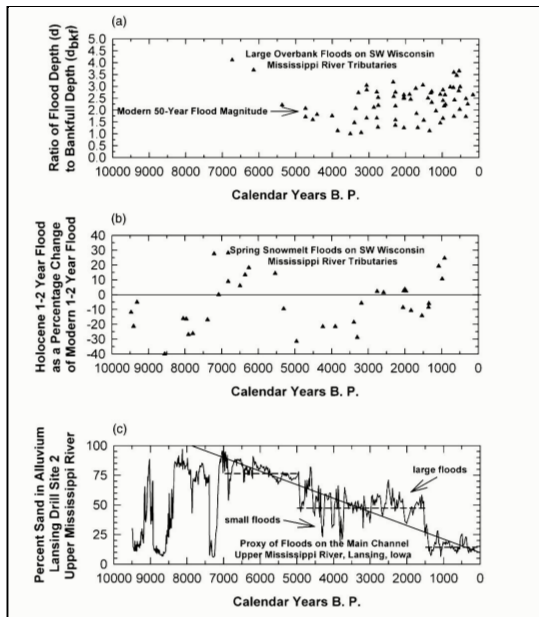 (a)
Large Overbank Floods on SW Wisconsin
Mississippi River Tributaries
Modern 50-Year Flood Magnitude
Ratio of Flood Depth (d)
to Bankfull Depth (dbkf)
5.0
4.5
4.0
3.5
3.0
2.5
2.0
1.5
1.0
0.5
0.0
10000 9000 8000 7000 6000 5000 4000 3000 2000 1000 0
Calendar Years B. P.
(b)
Spring Snowmelt Floods on SW Wisconsin
Mississippi River Tributaries
Holocene 1-2 Year Flood
as a Percentage Change
of Modern 1-2 Year Flood
40
30
20
10
0
-10
-20
-30
-40
10000 9000 8000 7000 6000 5000 4000 3000 2000 1000 0
Calendar Years B. P.
(c)
large floods
small floods
Proxy of Floods on the Main Channel
Upper Mississippi River, Lansing, Iowa
Percent Sand in Alluvium
Lansing Drill Site 2
Upper Mississippi River
100
75
50
25
0
10000 9000 8000 7000 6000 5000 4000 3000 2000 1000 0
Calendar Years B. P.